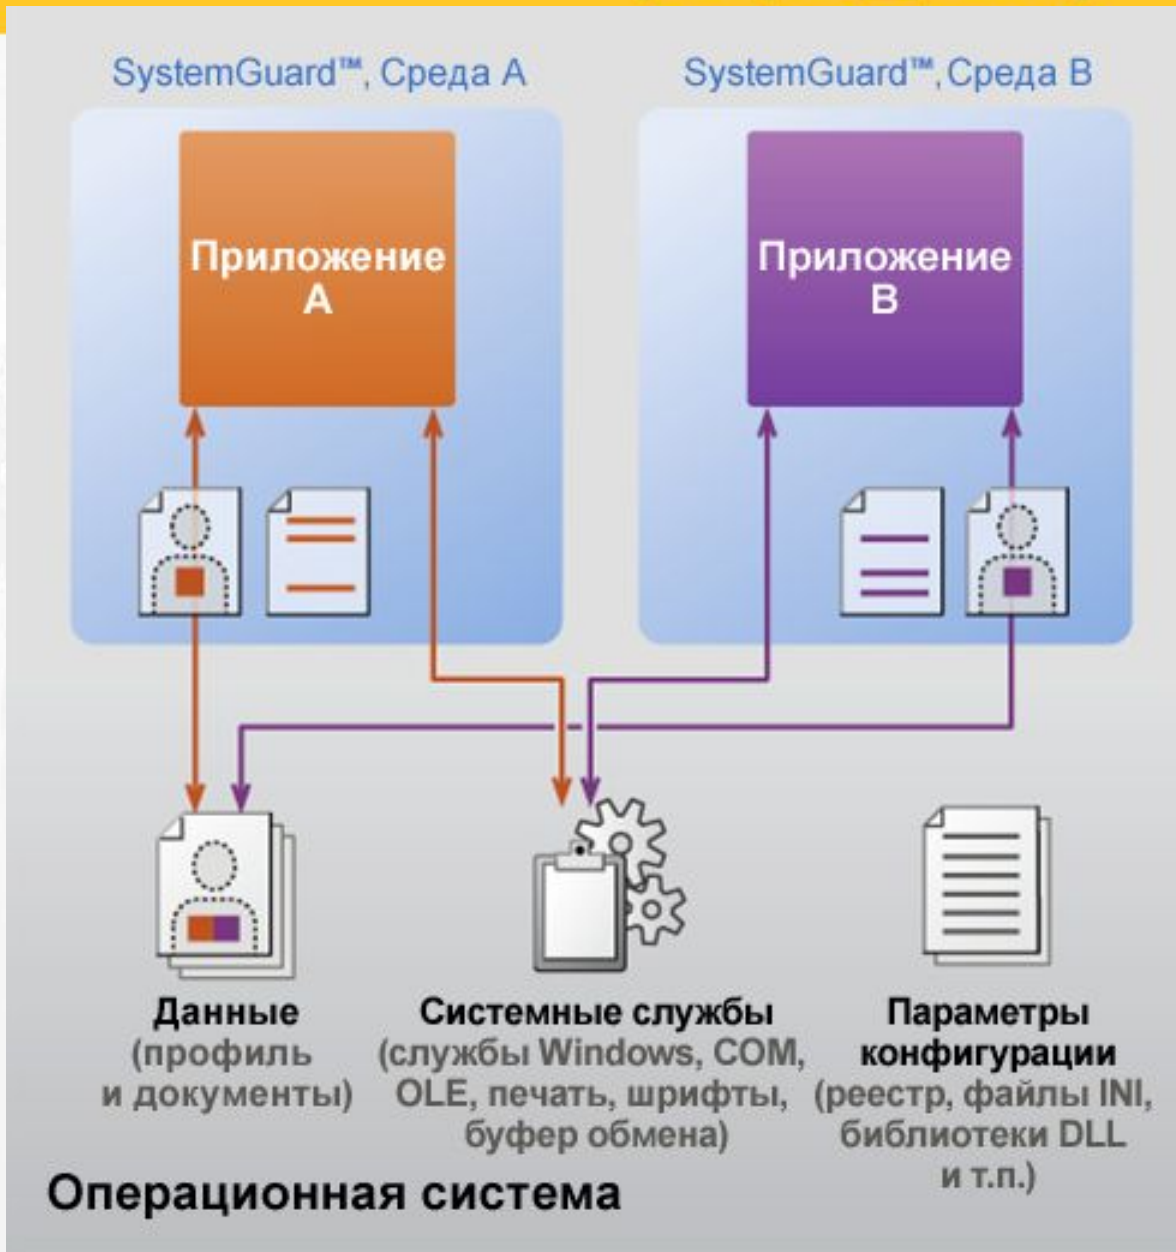 SystemGuard™, Среда A
SystemGuard™, Среда B
Приложение
A
Приложение
B
Данные
(профиль
и документы)
Системные службы
(службы Windows, COM,
OLE, печать, шрифты,
буфер обмена)
Параметры
конфигурации
(реестр, файлы INI,
библиотеки DLL
и т.п.)
Операционная система